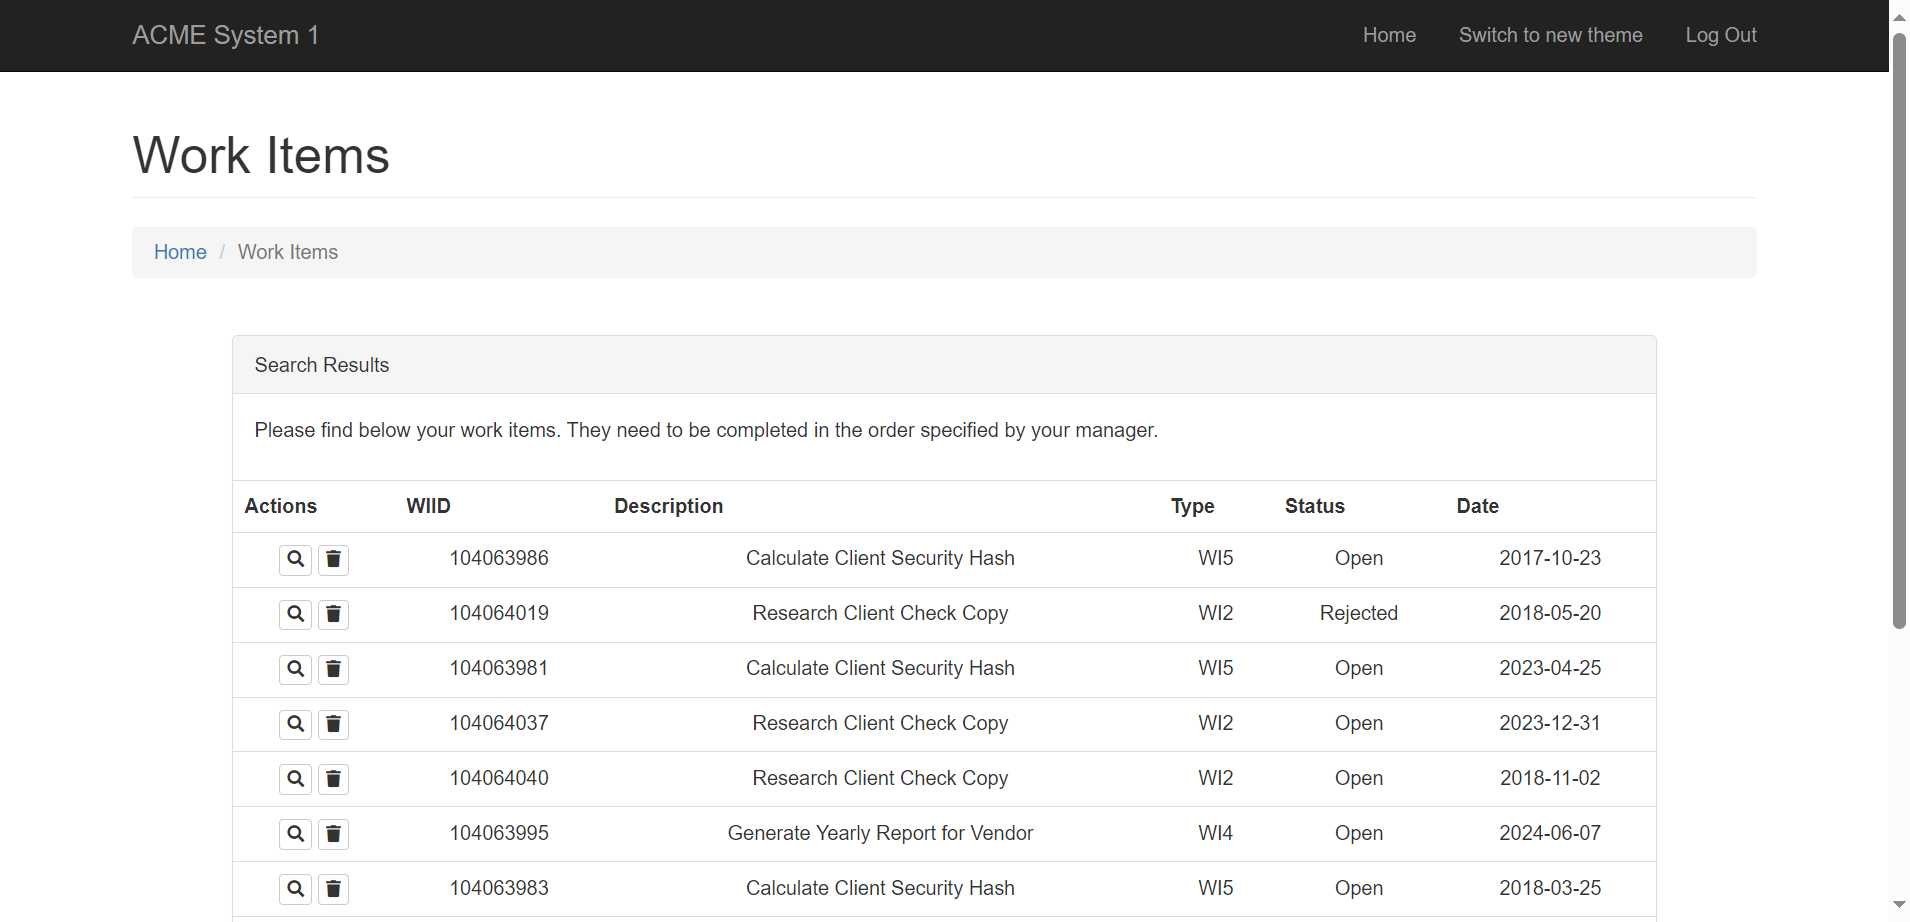 ACME System 1 Home Switch to new theme Log Out
Work Items
Home / Work Items
Search Results
Please find below your work items. They need to be completed in the order specified by your manager.
Actions WIID Description Type Status Date
104063986 Calculate Client Security Hash WI5 Open 2017-10-23
104064019 Research Client Check Copy WI2 Rejected 2018-05-20
104063981 Calculate Client Security Hash WI5 Open 2023-04-25
104064037 Research Client Check Copy WI2 Open 2023-12-31
104064040 Research Client Check Copy WI2 Open 2018-11-02
104063995 Generate Yearly Report for Vendor WI4 Open 2024-06-07
104063983 Calculate Client Security Hash WI5 Open 2018-03-25